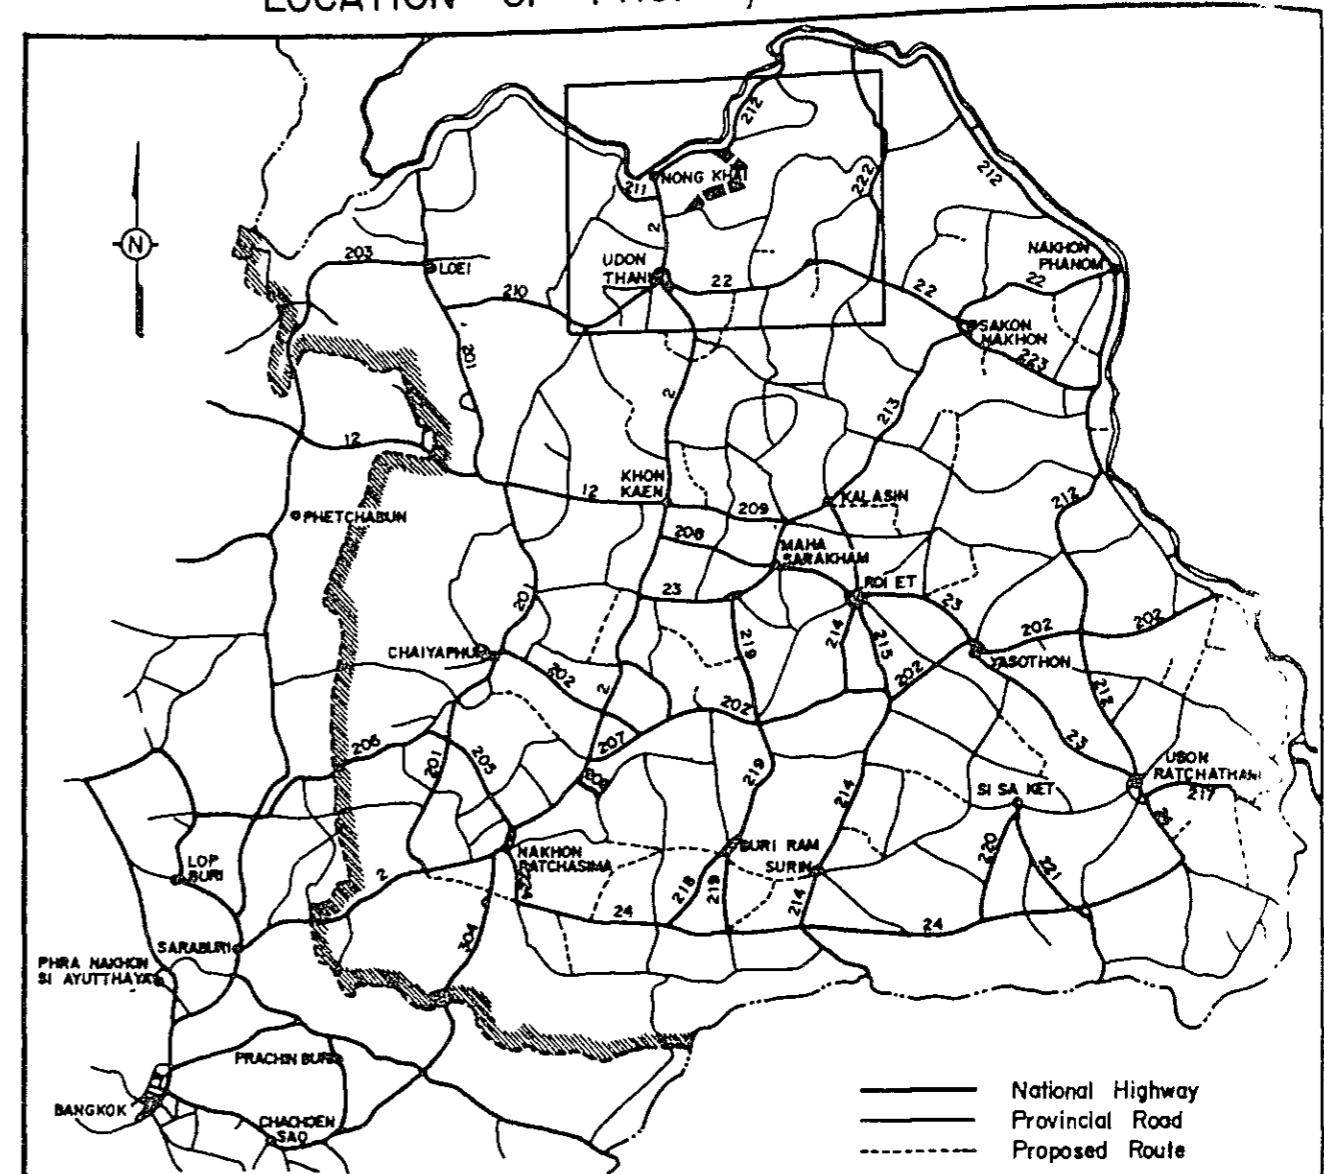 LOCATION OF
212
NONG KHAI
211
222
212
2
NAKHON
PHANOM
203
LOEI
UDON
THANI
22
22
22
210
SAKON
NAKHON
223
201
2
213
12
KHON
KAEN
12
209
KALASIN
212
PHETCHABUN
208
MAHA
SARAKHAM
ROI ET
23
23
201
219
214
215
202
202
CHAIYAPHUM
202
2
202
YASOTHON
202
212
206
201
205
207
219
214
23
UBON
RATCHATHANI
217
SI SA KET
24
LOP
BURI
NAKHON
RATCHASIMA
224
BURI RAM
SURIN
220
221
2
24
218
219
214
24
304
SARABURI
PHRA NAKHON
SI AYUTTHAYA
PRACHIN BURI
BANGKOK
CHACHOEN
SAO
N
National Highway
Provincial Road
Proposed Route